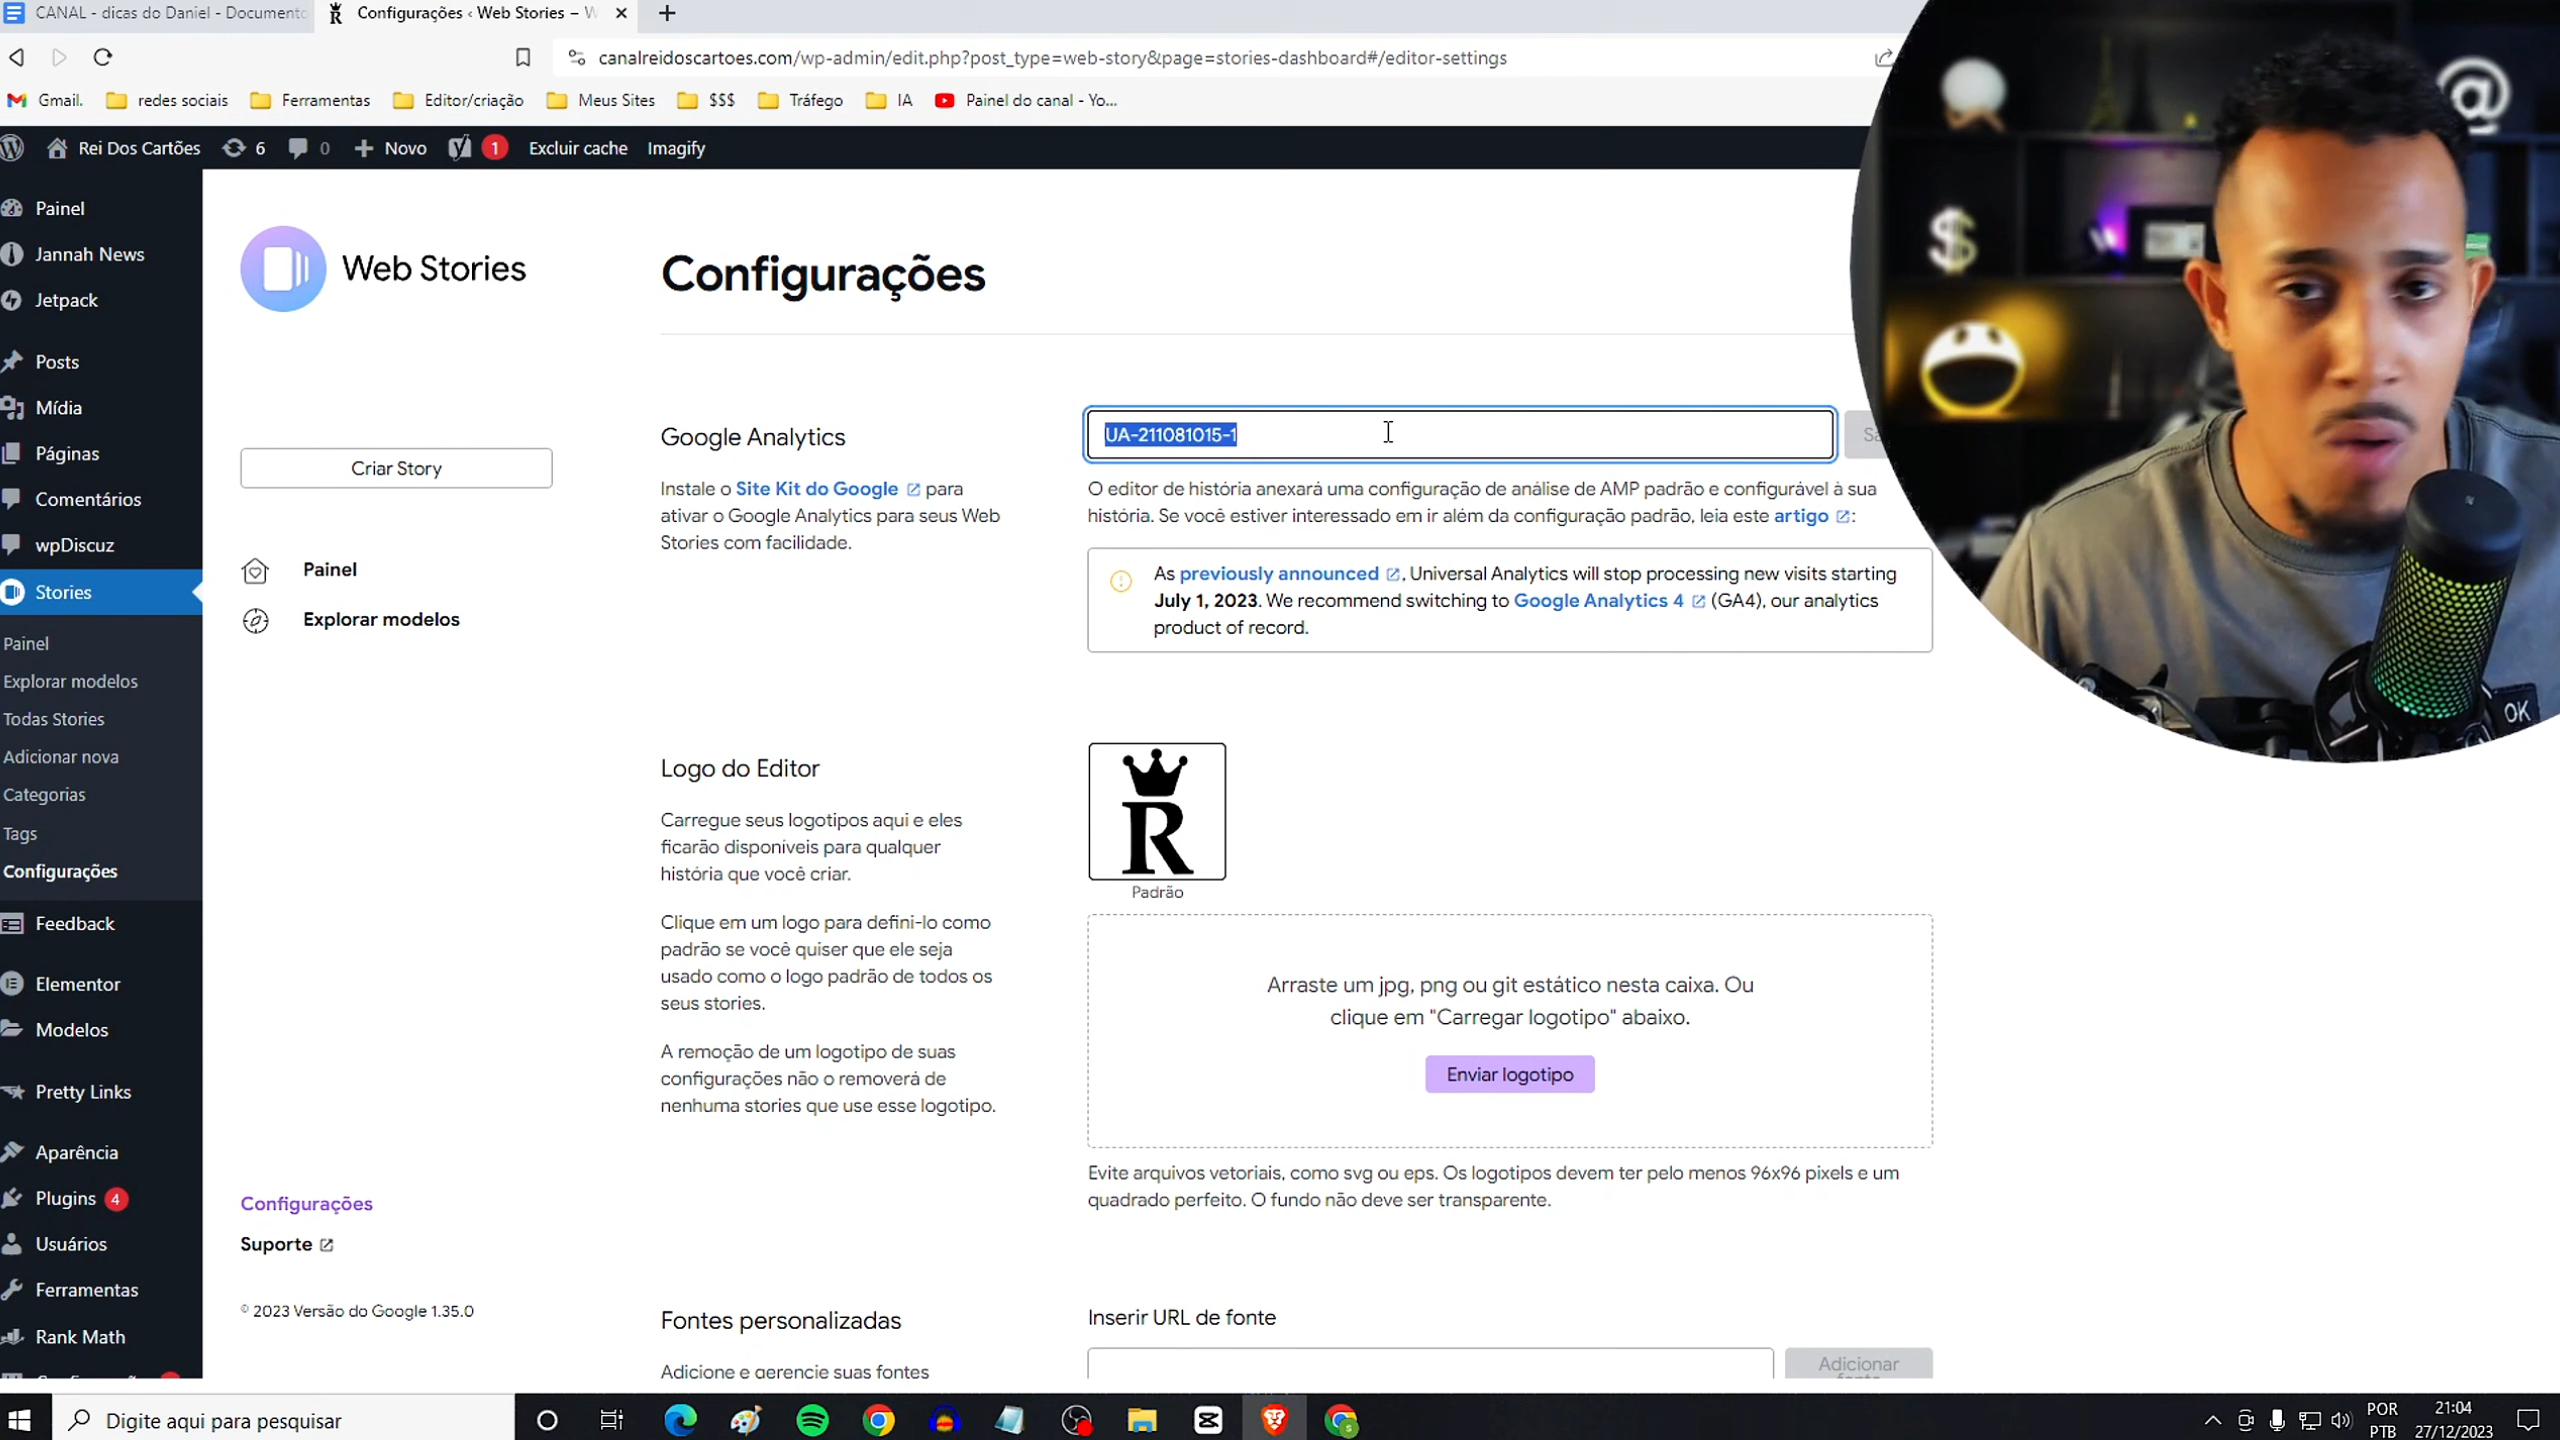 CANAL - dicas do Daniel - Documento
Configurações ‹ Web Stories – W
canalreidoscartoes.com/wp-admin/edit.php?post_type=web-story&page=stories-dashboard#/editor-settings
Gmail.
redes sociais
Ferramentas
Editor/criação
Meus Sites
$$$
Tráfego
IA
Painel do canal - Yo...
Rei Dos Cartões
6
0
Novo
1
Excluir cache
Imagify
Painel
Jannah News
Jetpack
Posts
Mídia
Páginas
Comentários
wpDiscuz
Stories
Painel
Explorar modelos
Todas Stories
Adicionar nova
Categorias
Tags
Configurações
Feedback
Elementor
Modelos
Pretty Links
Aparência
Plugins 4
Usuários
Ferramentas
Rank Math
Web Stories
Criar Story
Painel
Explorar modelos
Configurações
Suporte
© 2023 Versão do Google 1.35.0
Configurações
Google Analytics
Instale o Site Kit do Google para
ativar o Google Analytics para seus Web
Stories com facilidade.
UA-211081015-1
O editor de história anexará uma configuração de análise de AMP padrão e configurável à sua
história. Se você estiver interessado em ir além da configuração padrão, leia este artigo:
As previously announced, Universal Analytics will stop processing new visits starting
July 1, 2023. We recommend switching to Google Analytics 4 (GA4), our analytics
product of record.
Logo do Editor
Carregue seus logotipos aqui e eles
ficarão disponíveis para qualquer
história que você criar.
Clique em um logo para defini-lo como
padrão se você quiser que ele seja
usado como o logo padrão de todos os
seus stories.
A remoção de um logotipo de suas
configurações não o removerá de
nenhuma stories que use esse logotipo.
R
Padrão
Arraste um jpg, png ou git estático nesta caixa. Ou
clique em "Carregar logotipo" abaixo.
Enviar logotipo
Evite arquivos vetoriais, como svg ou eps. Os logotipos devem ter pelo menos 96x96 pixels e um
quadrado perfeito. O fundo não deve ser transparente.
Fontes personalizadas
Adicione e gerencie suas fontes
Inserir URL de fonte
Adicionar
@
$
OK
Digite aqui para pesquisar
POR
PTB
21:04
27/12/2023